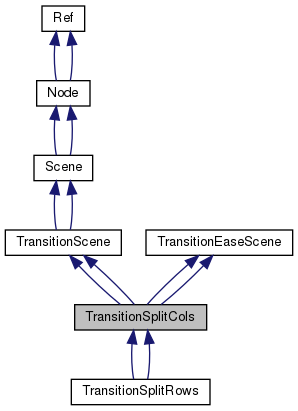 Ref
Node
Scene
TransitionScene
TransitionEaseScene
TransitionSplitCols
TransitionSplitRows